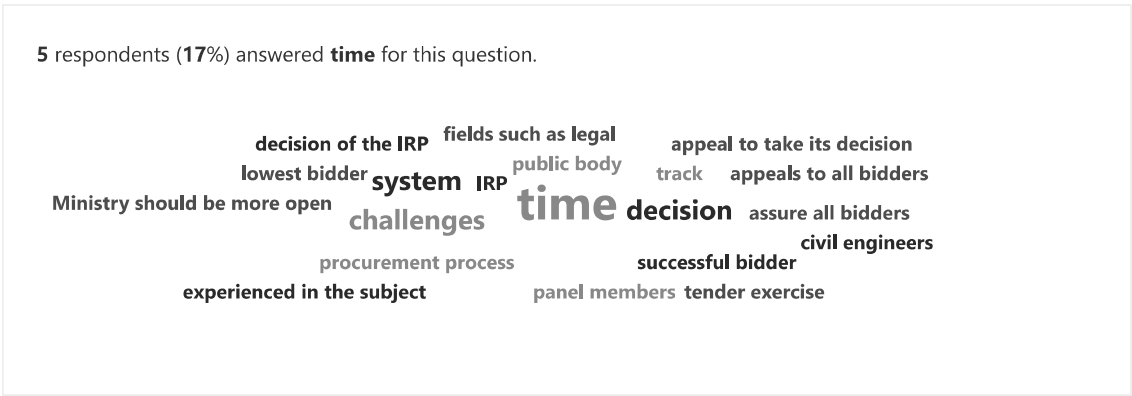 5 respondents (17%) answered time for this question.
decision of the IRP
fields such as legal
appeal to take its decision
lowest bidder
system
IRP
public body
track
appeals to all bidders
Ministry should be more open
challenges
time
decision
assure all bidders
civil engineers
procurement process
successful bidder
experienced in the subject
panel members
tender exercise